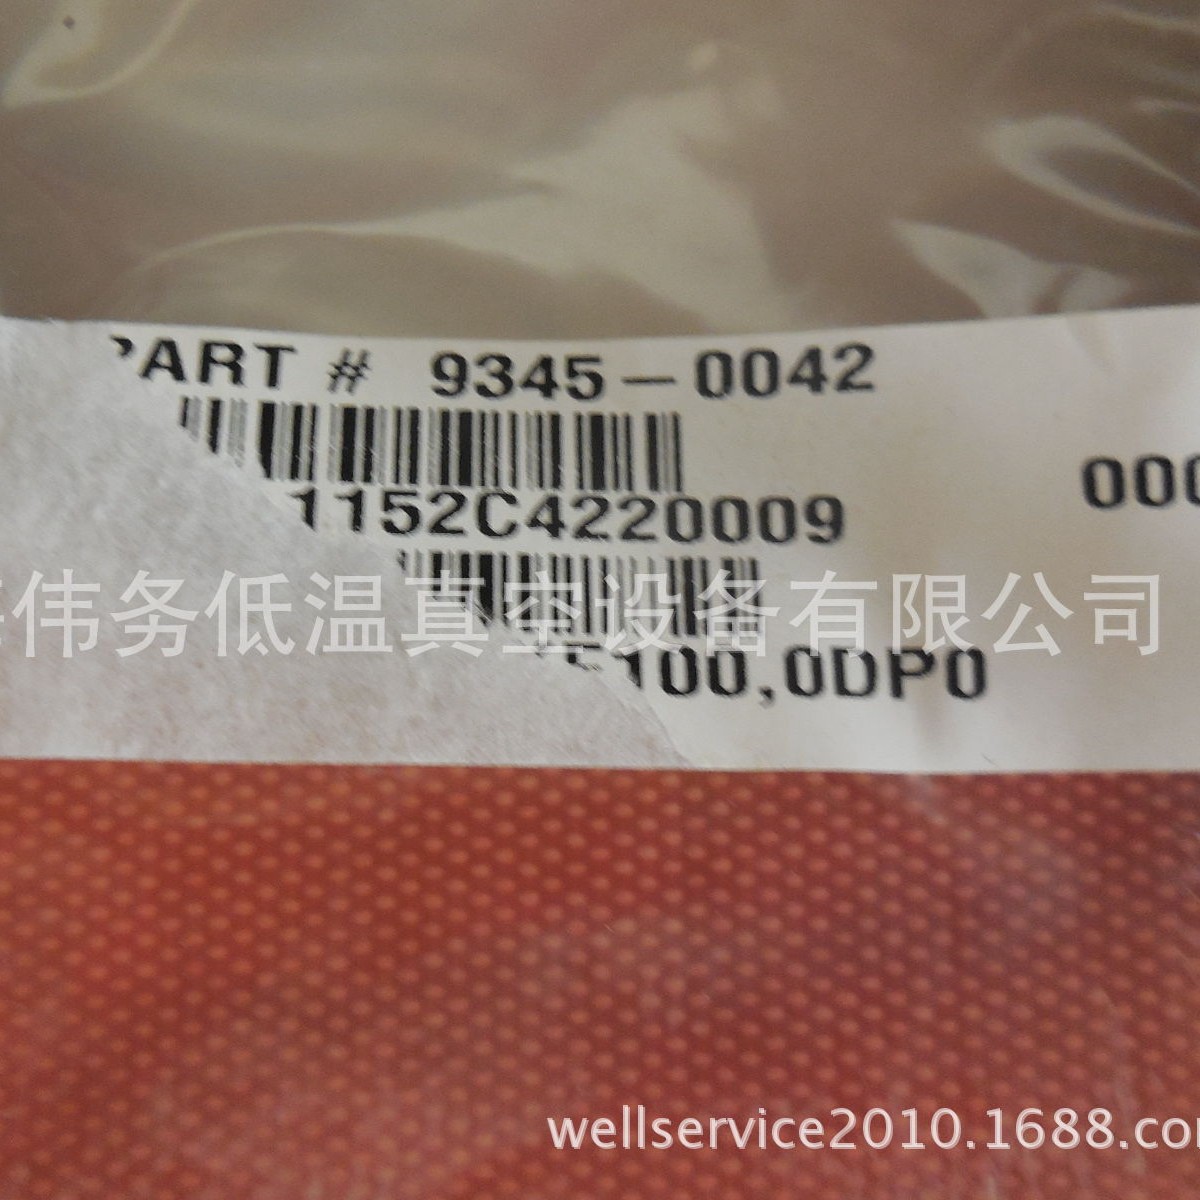 PART # 9345-0042
000
1152C4220009
伟务低温真空设备有限公司
100,0DP0
wellservice2010.1688.co